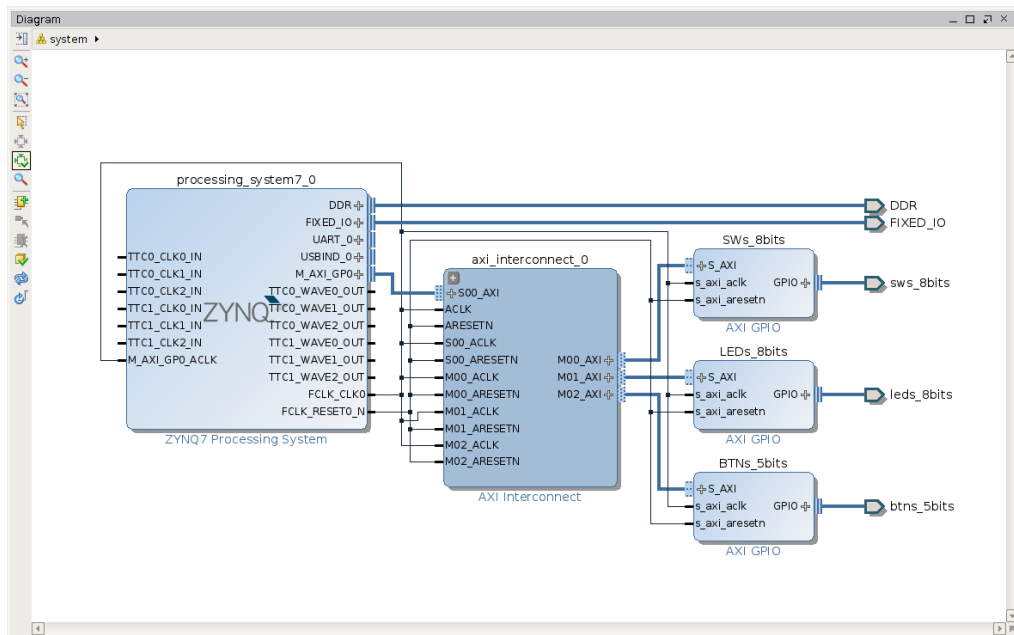 Diagram
system
processing_system7_0
DDR
FIXED_IO
UART_0
USBIND_0
M_AXI_GP0
TTC0_WAVE0_OUT
TTC0_WAVE1_OUT
TTC0_WAVE2_OUT
TTC1_WAVE0_OUT
TTC1_WAVE1_OUT
TTC1_WAVE2_OUT
FCLK_CLK0
FCLK_RESET0_N
TTC0_CLK0_IN
TTC0_CLK1_IN
TTC0_CLK2_IN
TTC1_CLK0_IN
TTC1_CLK1_IN
TTC1_CLK2_IN
M_AXI_GP0_ACLK
ZYNQ
ZYNQ7 Processing System
axi_interconnect_0
S00_AXI
ACLK
ARESETN
S00_ACLK
S00_ARESETN
M00_ACLK
M00_ARESETN
M01_ACLK
M01_ARESETN
M02_ACLK
M02_ARESETN
M00_AXI
M01_AXI
M02_AXI
AXI Interconnect
SWs_8bits
S_AXI
s_axi_aclk
s_axi_aresetn
GPIO
AXI GPIO
LEDs_8bits
S_AXI
s_axi_aclk
s_axi_aresetn
GPIO
AXI GPIO
BTNs_5bits
S_AXI
s_axi_aclk
s_axi_aresetn
GPIO
AXI GPIO
DDR
FIXED_IO
sws_8bits
leds_8bits
btns_5bits